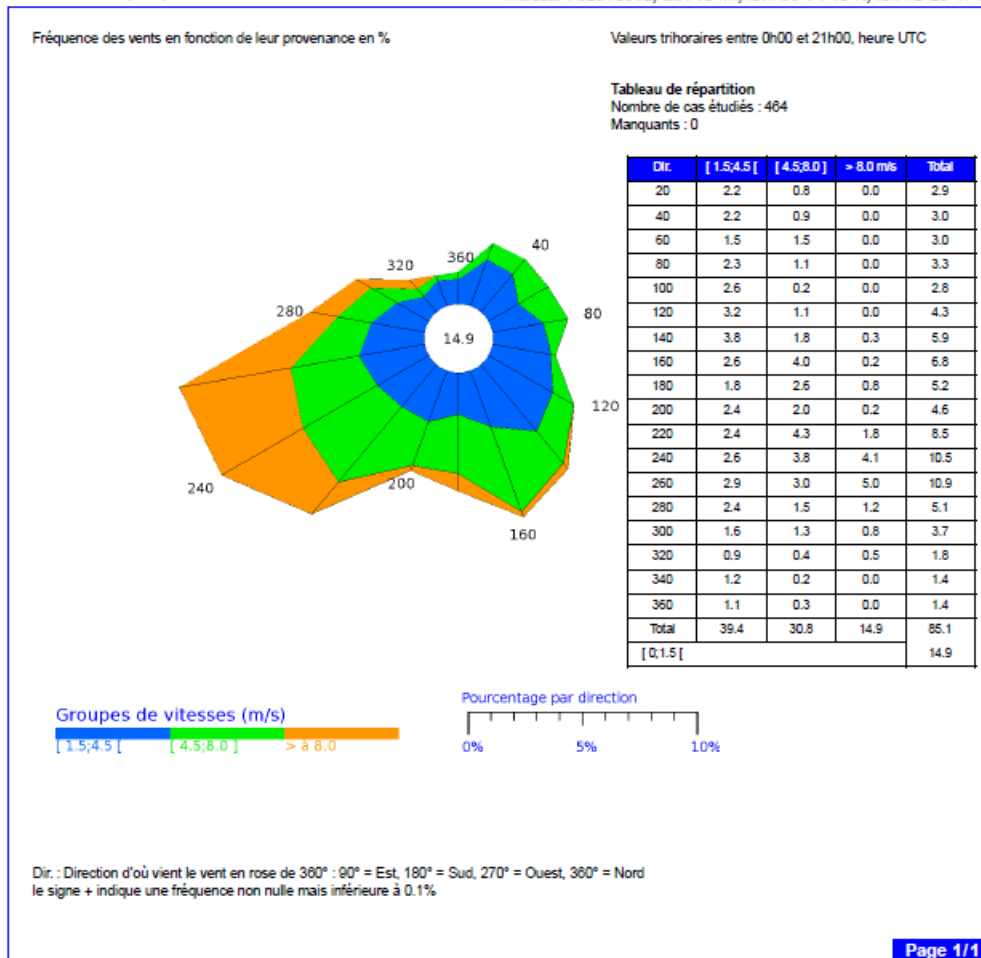 Fréquence des vents en fonction de leur provenance en %
Valeurs trihoraires entre 0h00 et 21h00, heure UTC
Tableau de répartition
Nombre de cas étudiés : 464
Manquants : 0
Dir. [ 1.5;4.5 [ [ 4.5;8.0 ] > 8.0 m/s Total
20 2.2 0.8 0.0 2.9
40 2.2 0.9 0.0 3.0
60 1.5 1.5 0.0 3.0
80 2.3 1.1 0.0 3.3
100 2.6 0.2 0.0 2.8
120 3.2 1.1 0.0 4.3
140 3.8 1.8 0.3 5.9
160 2.6 4.0 0.2 6.8
180 1.8 2.6 0.8 5.2
200 2.4 2.0 0.2 4.6
220 2.4 4.3 1.8 8.5
240 2.6 3.8 4.1 10.5
260 2.9 3.0 5.0 10.9
280 2.4 1.5 1.2 5.1
300 1.6 1.3 0.8 3.7
320 0.9 0.4 0.5 1.8
340 1.2 0.2 0.0 1.4
360 1.1 0.3 0.0 1.4
Total 39.4 30.8 14.9 85.1
[ 0;1.5 [ 14.9
40
360
320
280
80
14.9
120
240
200
160
Groupes de vitesses (m/s)
[ 1.5;4.5 [ [ 4.5;8.0 ] > à 8.0
Pourcentage par direction
0% 5% 10%
Dir. : Direction d'où vient le vent en rose de 360° : 90° = Est, 180° = Sud, 270° = Ouest, 360° = Nord
le signe + indique une fréquence non nulle mais inférieure à 0.1%
Page 1/1